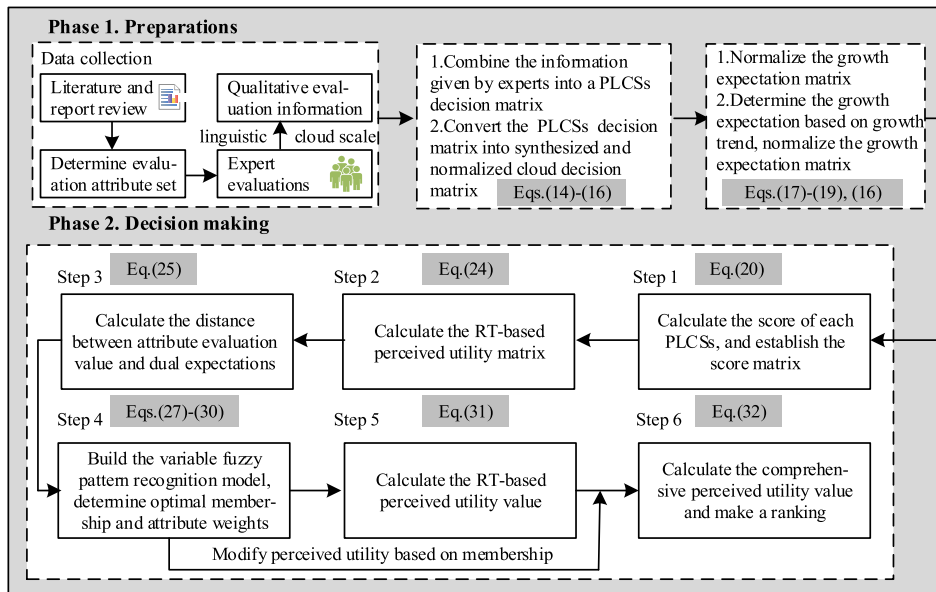 Phase 1. Preparations
Data collection
Literature and
report review
Determine evalu-
ation attribute set
Qualitative eval-
uation information
linguistic cloud scale
Expert
evaluations
1.Combine the information
given by experts into a PLCSs
decision matrix
2.Convert the PLCSs decision
matrix into synthesized and
normalized cloud decision
matrix
Eqs.(14)-(16)
1.Normalize the growth
expectation matrix
2.Determine the growth
expectation based on growth
trend, normalize the growth
expectation matrix
Eqs.(17)-(19), (16)
Phase 2. Decision making
Step 1
Eq.(20)
Calculate the score of each
PLCSs, and establish the
score matrix
Step 2
Eq.(24)
Calculate the RT-based
perceived utility matrix
Step 3
Eq.(25)
Calculate the distance
between attribute evaluation
value and dual expectations
Step 4
Eqs.(27)-(30)
Build the variable fuzzy
pattern recognition model,
determine optimal member-
ship and attribute weights
Step 5
Eq.(31)
Calculate the RT-based
perceived utility value
Step 6
Eq.(32)
Calculate the comprehen-
sive perceived utility value
and make a ranking
Modify perceived utility based on membership